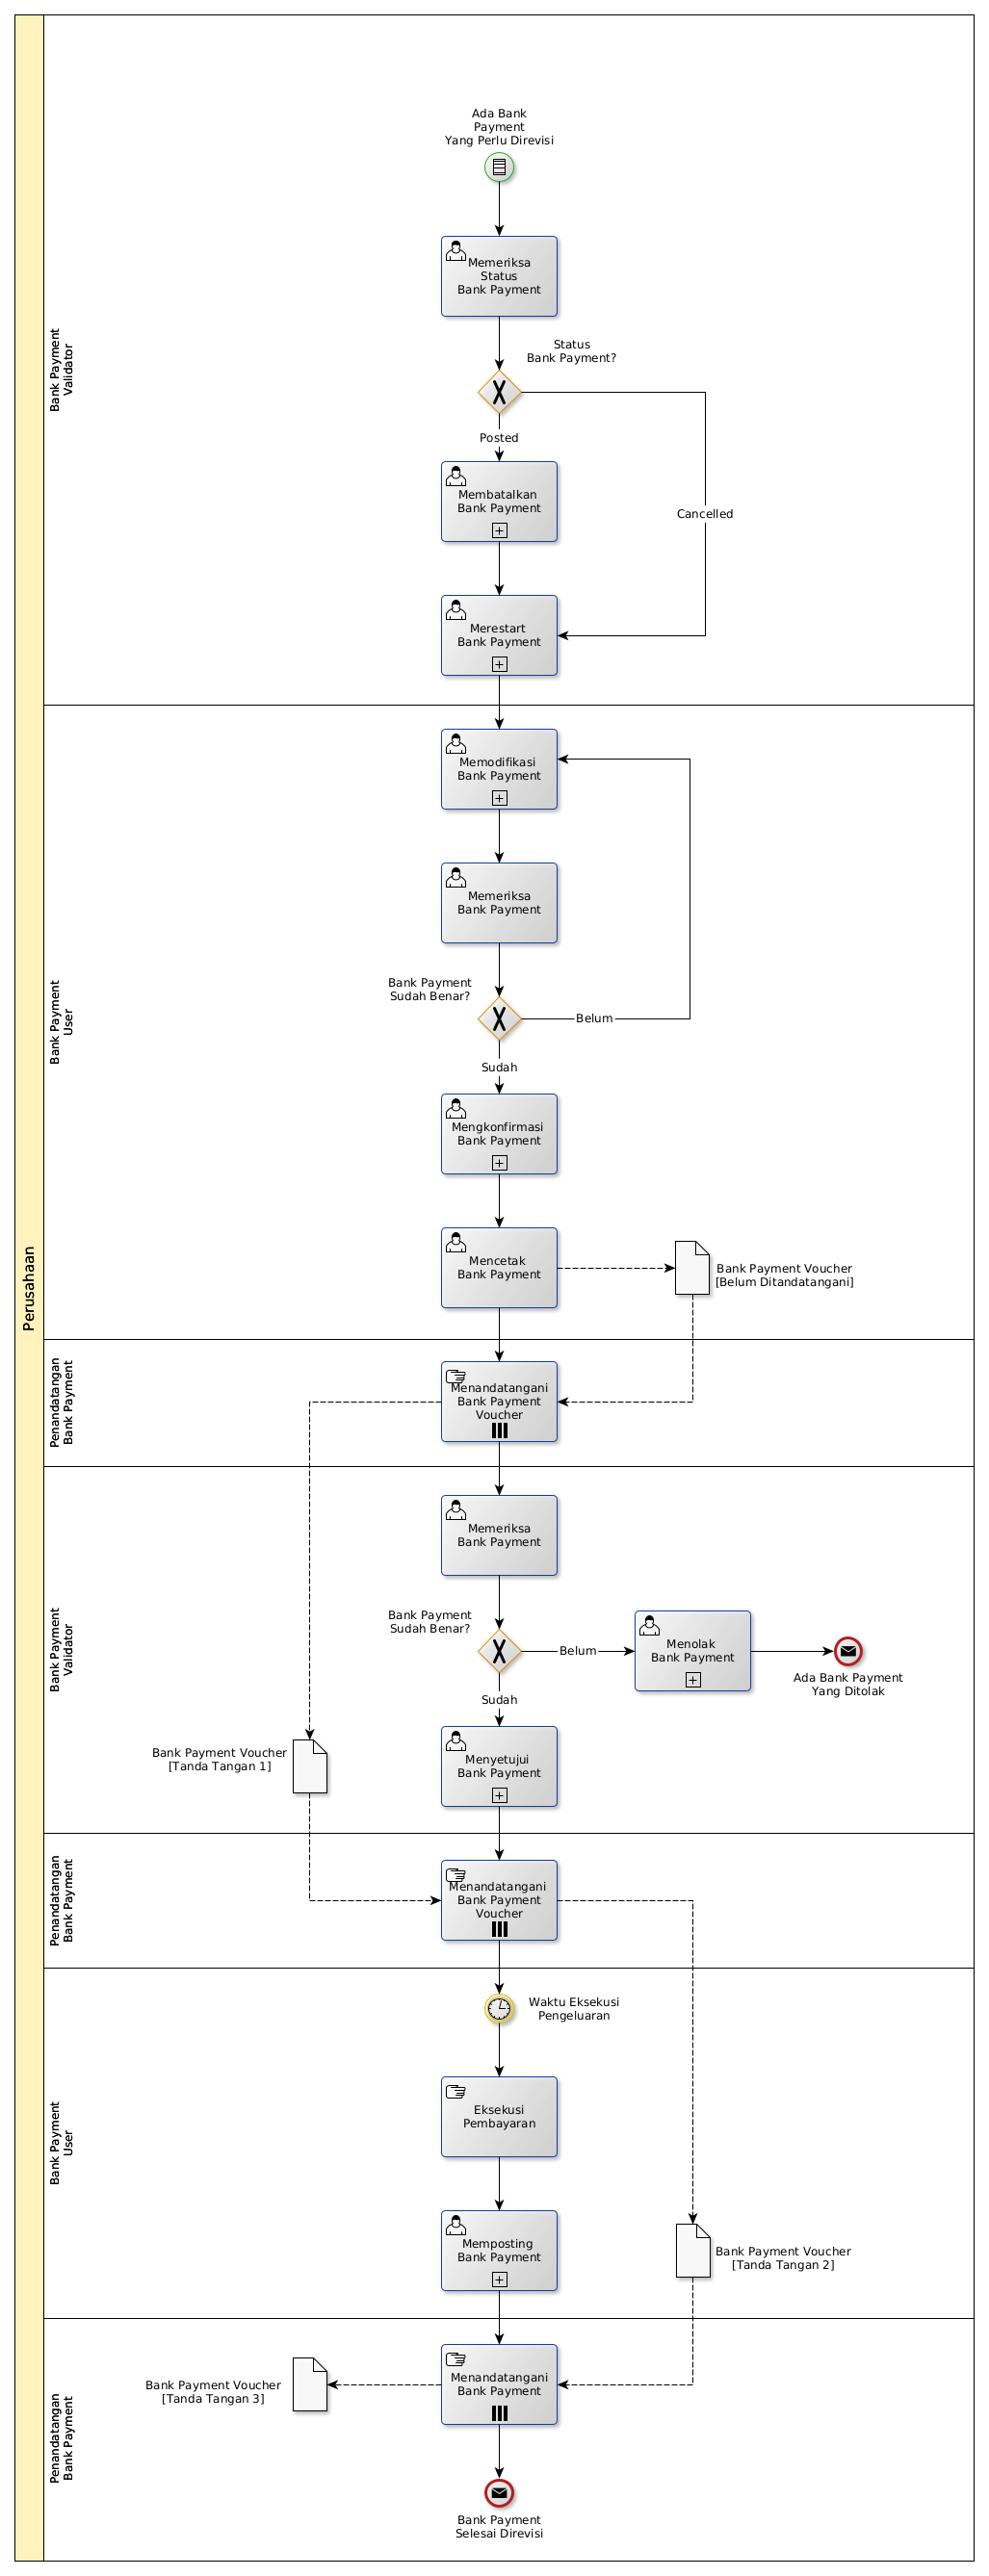 Perusahaan
Bank Payment
Validator
Ada Bank
Payment
Yang Perlu Direvisi
Memeriksa
Status
Bank Payment
Status
Bank Payment?
Posted
Cancelled
Membatalkan
Bank Payment
Merestart
Bank Payment
Bank Payment
User
Memodifikasi
Bank Payment
Memeriksa
Bank Payment
Bank Payment
Sudah Benar?
Belum
Sudah
Mengkonfirmasi
Bank Payment
Mencetak
Bank Payment
Bank Payment Voucher
[Belum Ditandatangani]
Penandatangan
Bank Payment
Menandatangani
Bank Payment
Voucher
Bank Payment
Validator
Memeriksa
Bank Payment
Bank Payment
Sudah Benar?
Belum
Menolak
Bank Payment
Ada Bank Payment
Yang Ditolak
Sudah
Menyetujui
Bank Payment
Bank Payment Voucher
[Tanda Tangan 1]
Penandatangan
Bank Payment
Menandatangani
Bank Payment
Voucher
Bank Payment
User
Waktu Eksekusi
Pengeluaran
Eksekusi
Pembayaran
Memposting
Bank Payment
Bank Payment Voucher
[Tanda Tangan 2]
Penandatangan
Bank Payment
Menandatangani
Bank Payment
Bank Payment Voucher
[Tanda Tangan 3]
Bank Payment
Selesai Direvisi